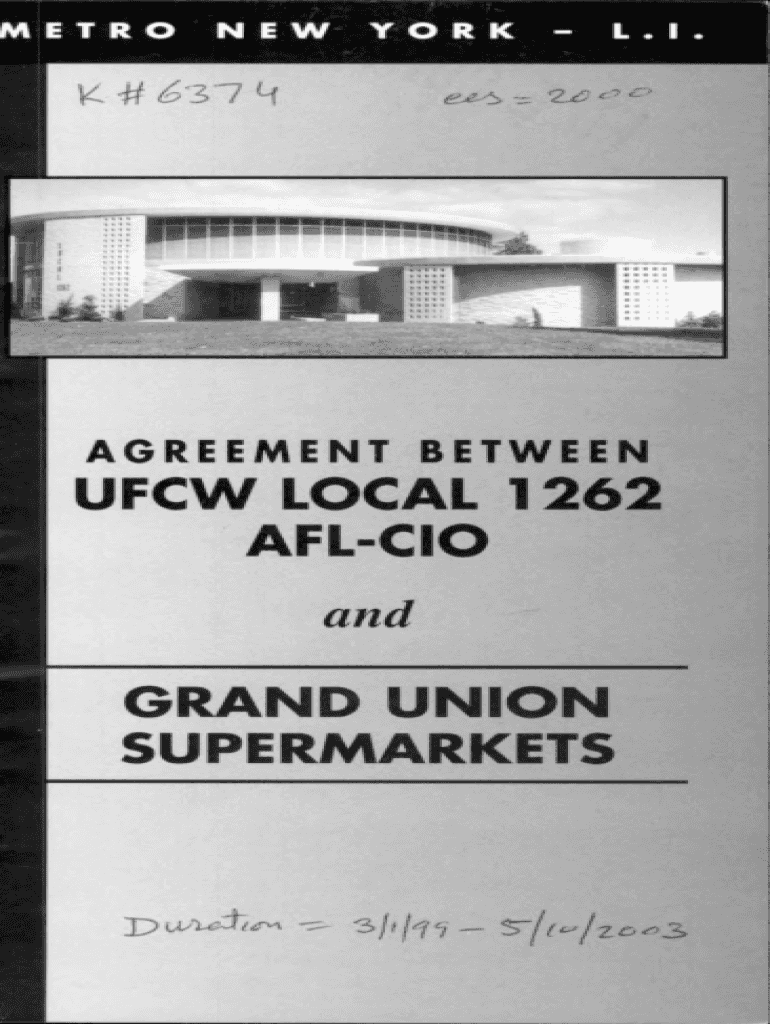 METRO NEW YORK – L.I.
K#6374 ees = 2000
AGREEMENT BETWEEN
UFCW LOCAL 1262
AFL-CIO
and
GRAND UNION
SUPERMARKETS
Duration = 3/1/99 – 5/10/2003